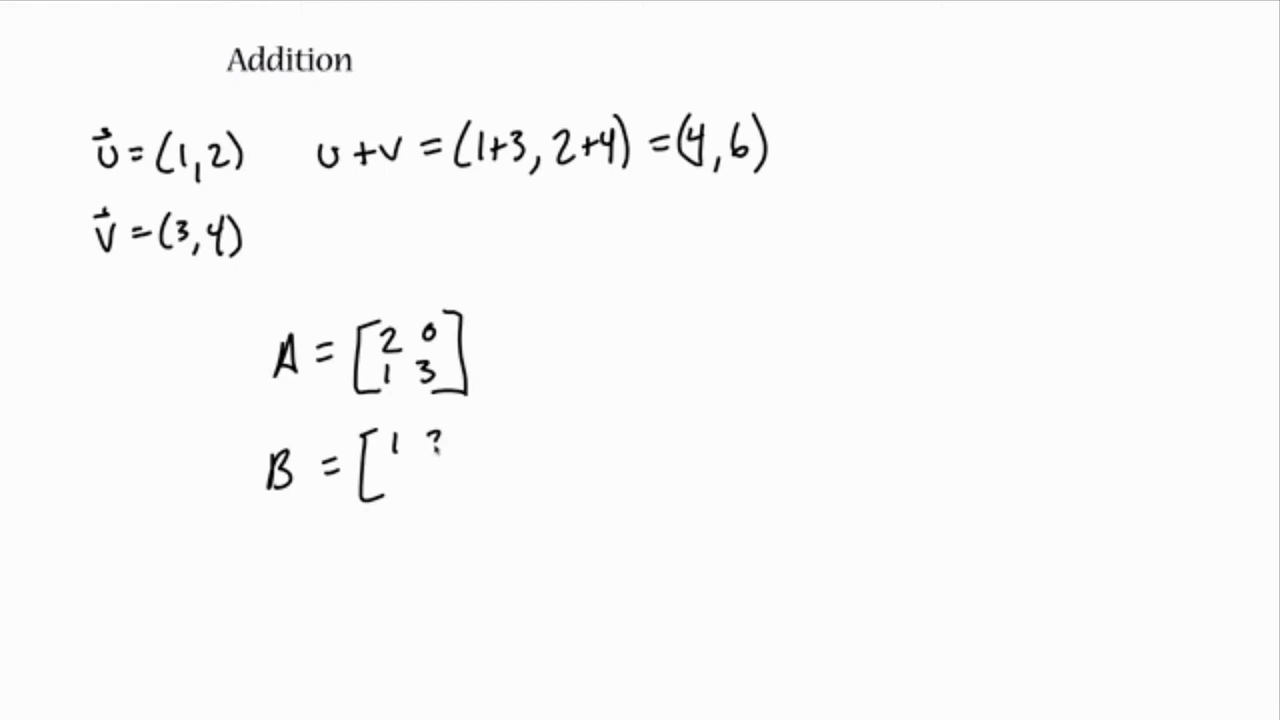 Addition
u⃗ = (1,2) u+v = (1+3, 2+4) = (4,6)
v⃗ = (3,4)
A = [2 0
1 3]
B = [1